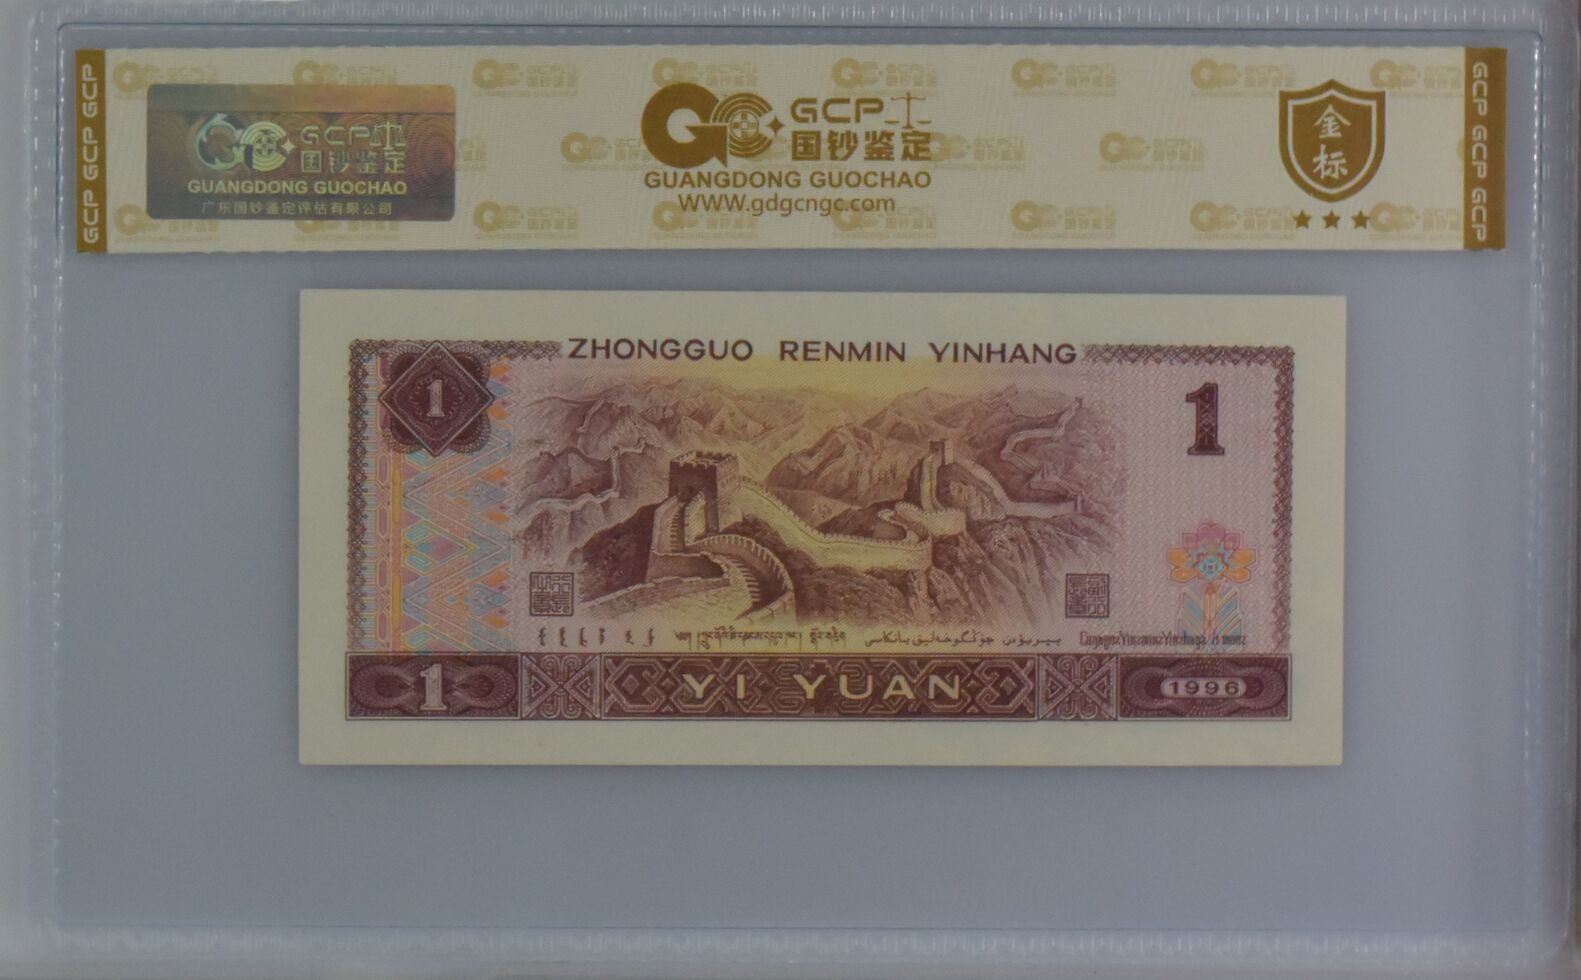 GCP GCP GCP
GCP
国钞鉴定
GUANGDONG GUOCHAO
广东国钞鉴定评估有限公司
GCP
国钞鉴定
GUANGDONG GUOCHAO
WWW.gdgcngc.com
金标
GCP GCP GCP
ZHONGGUO RENMIN YINHANG
1
1
1
YI YUAN
1996